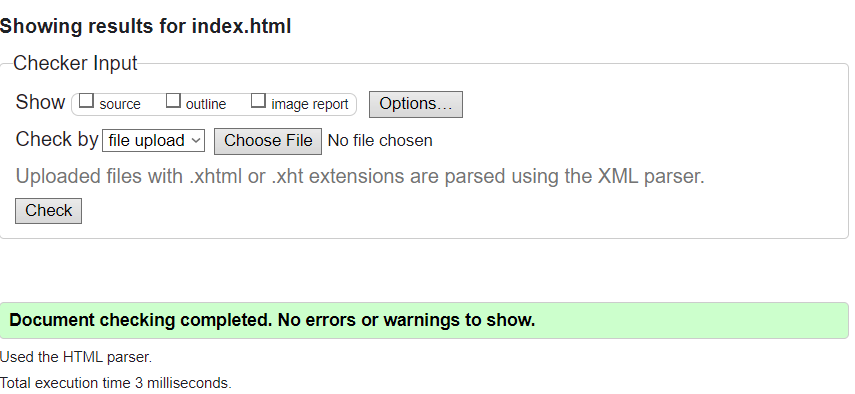 Showing results for index.html
Checker Input
Show source outline image report Options...
Check by file upload Choose File No file chosen
Uploaded files with .xhtml or .xht extensions are parsed using the XML parser.
Check
Document checking completed. No errors or warnings to show.
Used the HTML parser.
Total execution time 3 milliseconds.